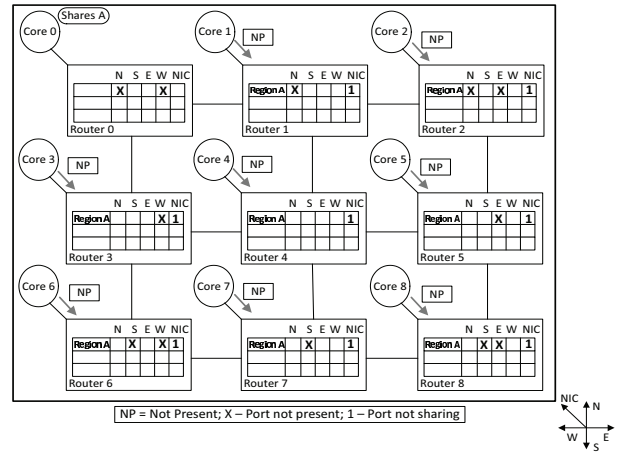 Core 0 Shares A Core 1 NP Core 2 NP
N S E W NIC N S E W NIC N S E W NIC
X X Region A X 1 Region A X X 1
Router 0 Router 1 Router 2
Core 3 NP Core 4 NP Core 5 NP
N S E W NIC N S E W NIC N S E W NIC
Region A X 1 Region A 1 Region A X 1
Router 3 Router 4 Router 5
Core 6 NP Core 7 NP Core 8 NP
N S E W NIC N S E W NIC N S E W NIC
Region A X X 1 Region A X 1 Region A X X 1
Router 6 Router 7 Router 8
NP = Not Present; X – Port not present; 1 – Port not sharing
NIC N
W E
S